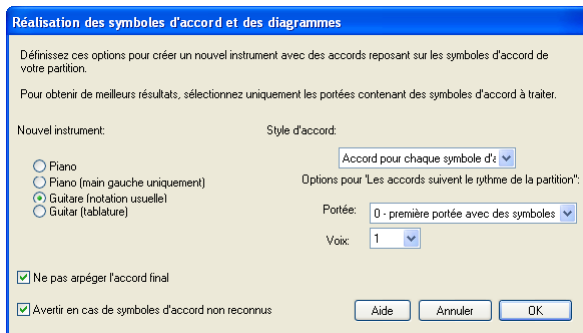 Réalisation des symboles d'accord et des diagrammes
Définissez ces options pour créer un nouvel instrument avec des accords reposant sur les symboles d'accord de
votre partition.
Pour obtenir de meilleurs résultats, sélectionnez uniquement les portées contenant des symboles d'accord à traiter.
Nouvel instrument:
Style d'accord:
Piano
Accord pour chaque symbole d'a
Piano (main gauche uniquement)
Options pour 'Les accords suivent le rythme de la partition":
Guitare (notation usuelle)
Guitar (tablature)
Portée:
0 - première portée avec des symboles
Voix:
1
Ne pas arpéger l'accord final
Avertir en cas de symboles d'accord non reconnus
Aide
Annuler
OK